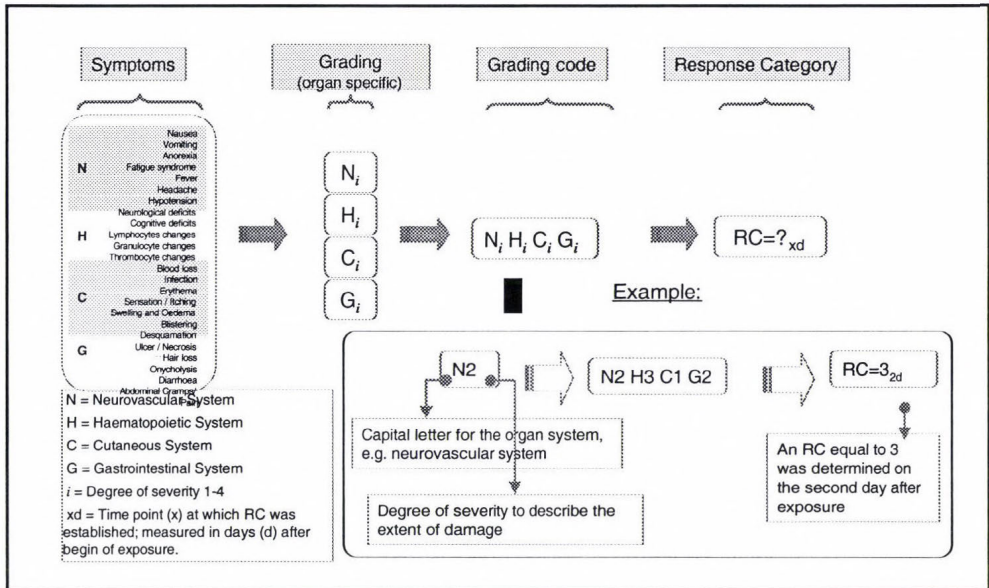 Symptoms
Grading
(organ specific)
Grading code
Response Category
N
H
C
G
Nausea
Vomiting
Anorexia
Fatigue syndrome
Fever
Headache
Hypotension
Neurological deficits
Cognitive deficits
Lymphocytes changes
Granulocyte changes
Thrombocyte changes
Blood loss
Infection
Erythema
Sensation / Itching
Swelling and Oedema
Blistering
Desquamation
Ulcer / Necrosis
Hair loss
Onycholysis
Diarrhoea
Abdominal Cramps/
N = Neurovascular System
H = Haematopoietic System
C = Cutaneous System
G = Gastrointestinal System
i = Degree of severity 1-4
xd = Time point (x) at which RC was
established; measured in days (d) after
begin of exposure.
Ni
Hi
Ci
Gi
Ni Hi Ci Gi
RC=?xd
Example:
N2
N2 H3 C1 G2
RC=32d
Capital letter for the organ system,
e.g. neurovascular system
Degree of severity to describe the
extent of damage
An RC equal to 3
was determined on
the second day after
exposure